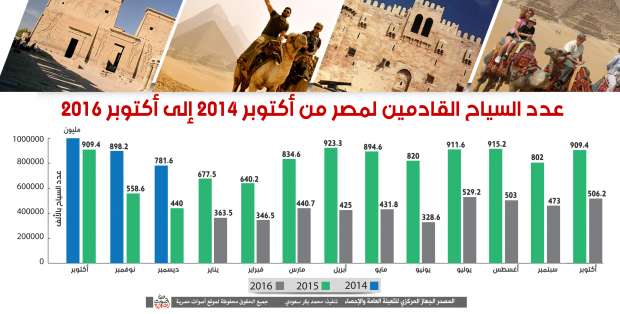 عدد السياح القادمين لمصر من أكتوبر 2014 إلى أكتوبر 2016
مليون
عدد السياح بالألف
1000000
800000
600000
400000
200000
0
909.4 898.2 558.6 781.6 440 677.5 363.5 640.2 346.5 834.6 440.7 923.3 425 894.6 431.8 820 328.6 911.6 529.2 915.2 503 802 473 909.4 506.2
أكتوبر نوفمبر ديسمبر يناير فبراير مارس أبريل مايو يونيو يوليو أغسطس سبتمبر أكتوبر
2016 2015 2014
المصدر الجهاز المركزي للتعبئة العامة والإحصاء تنفيذ: محمد بكر سعودي جميع الحقوق محفوظة لموقع أصوات مصرية